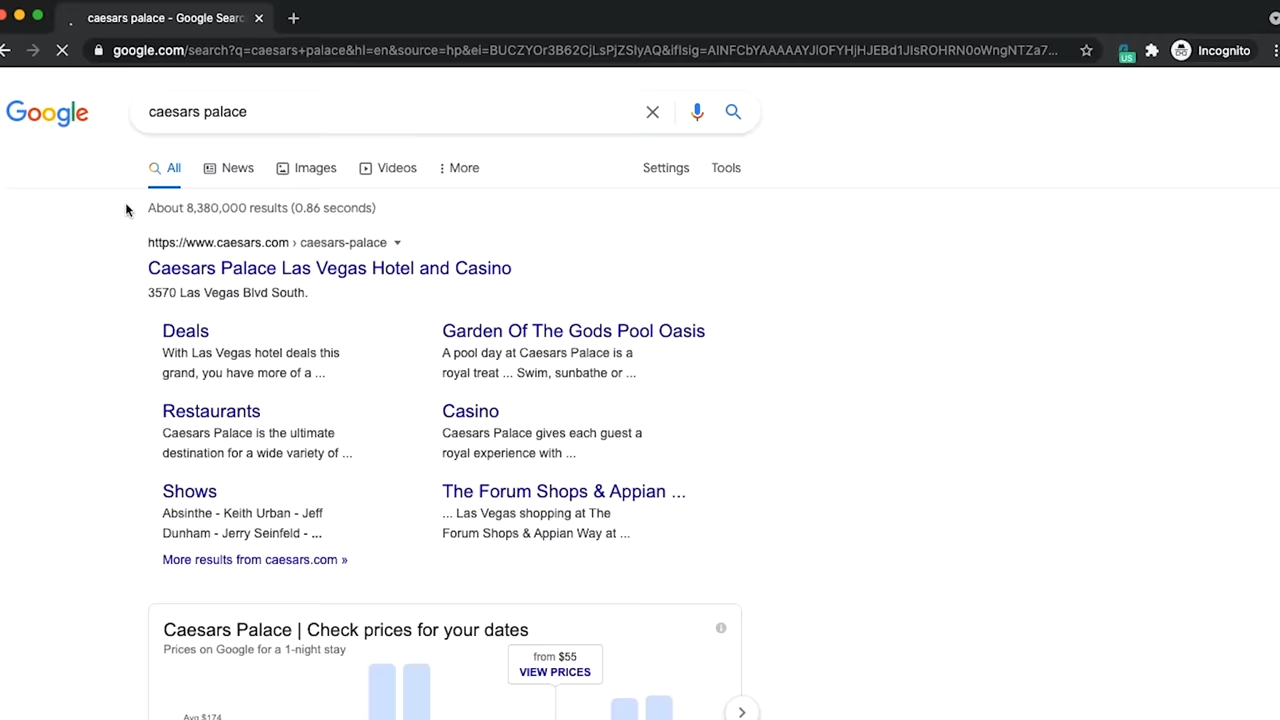 caesars palace - Google Searc
google.com/search?q=caesars+palace&hl=en&source=hp&ei=BUCZYOr3B62CjLsPjZSIyAQ&iflsig=AINFCbYAAAAAYJlOFYHjHJEBd1JlsROHRN0oWngNTZa7...
US
Incognito
Google
caesars palace
All
News
Images
Videos
More
Settings
Tools
About 8,380,000 results (0.86 seconds)
https://www.caesars.com › caesars-palace
Caesars Palace Las Vegas Hotel and Casino
3570 Las Vegas Blvd South.
Deals
With Las Vegas hotel deals this
grand, you have more of a ...
Garden Of The Gods Pool Oasis
A pool day at Caesars Palace is a
royal treat ... Swim, sunbathe or ...
Restaurants
Caesars Palace is the ultimate
destination for a wide variety of ...
Casino
Caesars Palace gives each guest a
royal experience with ...
Shows
Absinthe - Keith Urban - Jeff
Dunham - Jerry Seinfeld - ...
The Forum Shops & Appian ...
... Las Vegas shopping at The
Forum Shops & Appian Way at ...
More results from caesars.com »
Caesars Palace | Check prices for your dates
Prices on Google for a 1-night stay
from $55
VIEW PRICES
Avg $174